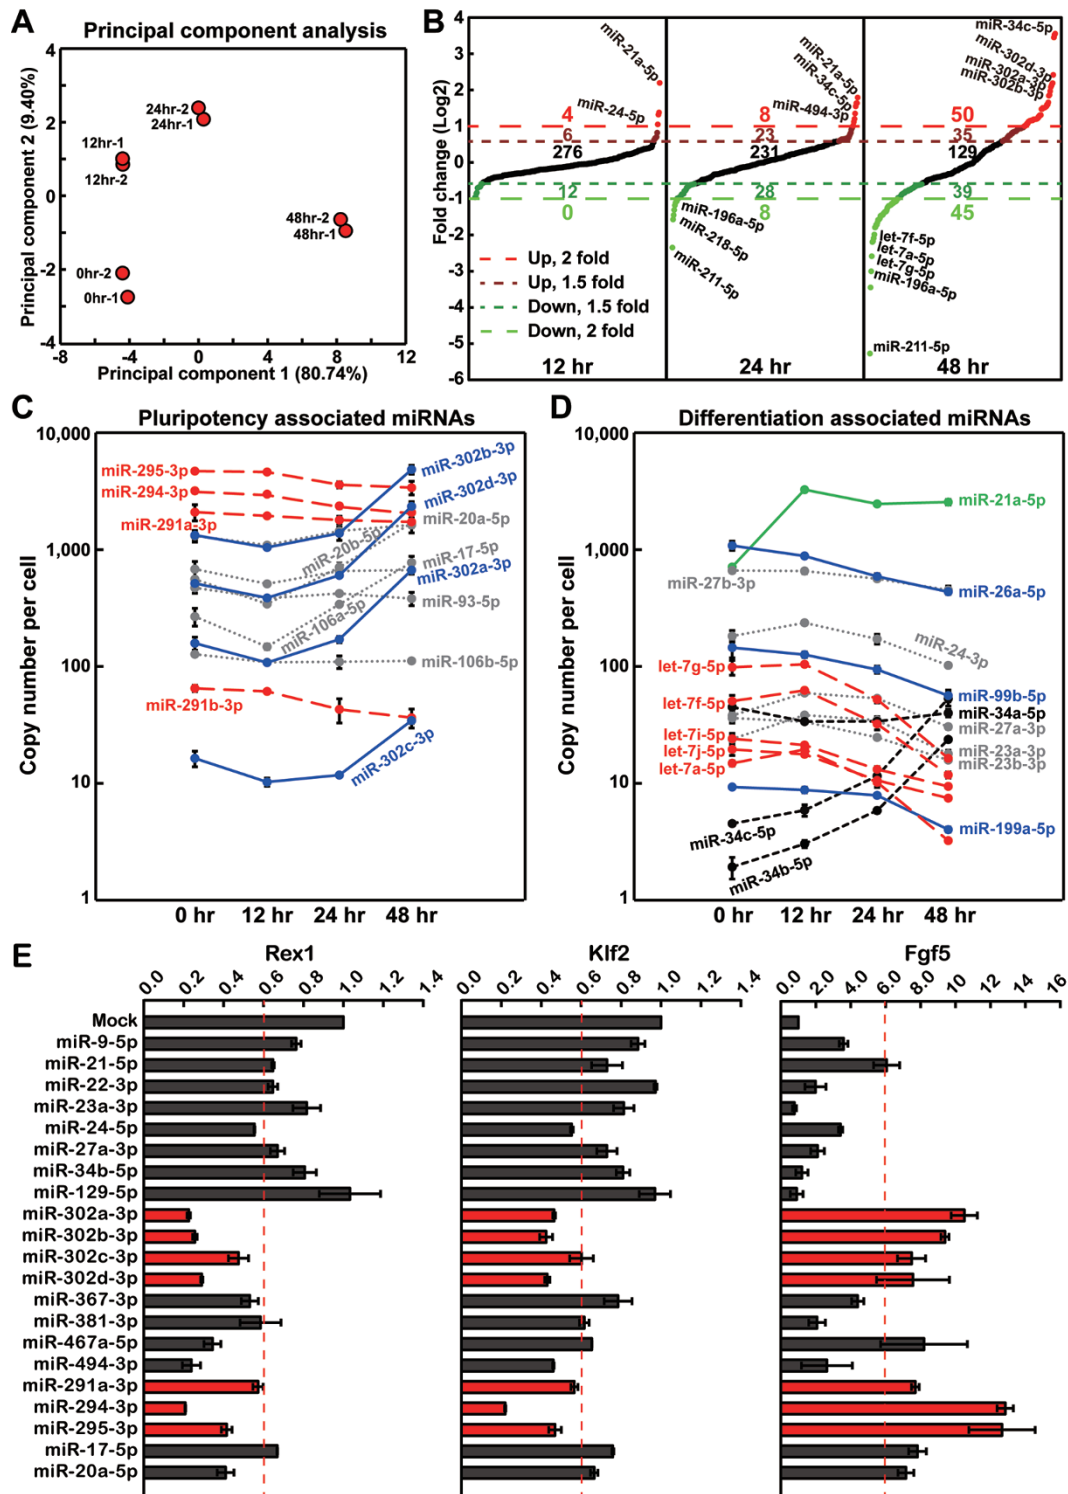 A
Principal component analysis
Principal component 2 (9.40%)
4
2
0
-2
-4
24hr-2
24hr-1
12hr-1
12hr-2
48hr-2
48hr-1
0hr-2
0hr-1
-8
-4
0
4
8
12
Principal component 1 (80.74%)
B
Fold change (Log2)
4
3
2
1
0
-1
-2
-3
-4
-5
-6
miR-21a-5p
miR-24-5p
4
6
276
12
0
12 hr
miR-21a-5p
miR-34c-5p
miR-494-3p
8
23
231
28
8
miR-196a-5p
miR-218-5p
miR-211-5p
24 hr
miR-34c-5p
miR-302d-3p
miR-302a-3p
miR-302b-3p
50
35
129
39
45
let-7f-5p
let-7a-5p
let-7g-5p
miR-196a-5p
miR-211-5p
48 hr
Up, 2 fold
Up, 1.5 fold
Down, 1.5 fold
Down, 2 fold
C
Pluripotency associated miRNAs
Copy number per cell
10,000
1,000
100
10
1
miR-295-3p
miR-294-3p
miR-291a-3p
miR-302b-3p
miR-302d-3p
miR-20a-5p
miR-20b-5p
miR-17-5p
miR-302a-3p
miR-93-5p
miR-106a-5p
miR-106b-5p
miR-291b-3p
miR-302c-3p
0 hr
12 hr
24 hr
48 hr
D
Differentiation associated miRNAs
Copy number per cell
10,000
1,000
100
10
1
miR-21a-5p
miR-27b-3p
miR-26a-5p
miR-24-3p
let-7g-5p
miR-99b-5p
let-7f-5p
miR-34a-5p
miR-27a-3p
let-7i-5p
miR-23a-3p
let-7j-5p
miR-23b-3p
let-7a-5p
miR-199a-5p
miR-34c-5p
miR-34b-5p
0 hr
12 hr
24 hr
48 hr
E
Rex1
Klf2
Fgf5
0.0 0.2 0.4 0.6 0.8 1.0 1.2 1.4
0.0 0.2 0.4 0.6 0.8 1.0 1.2 1.4
0.0 2.0 4.0 6.0 8.0 10 12 14 16
Mock
miR-9-5p
miR-21-5p
miR-22-3p
miR-23a-3p
miR-24-5p
miR-27a-3p
miR-34b-5p
miR-129-5p
miR-302a-3p
miR-302b-3p
miR-302c-3p
miR-302d-3p
miR-367-3p
miR-381-3p
miR-467a-5p
miR-494-3p
miR-291a-3p
miR-294-3p
miR-295-3p
miR-17-5p
miR-20a-5p